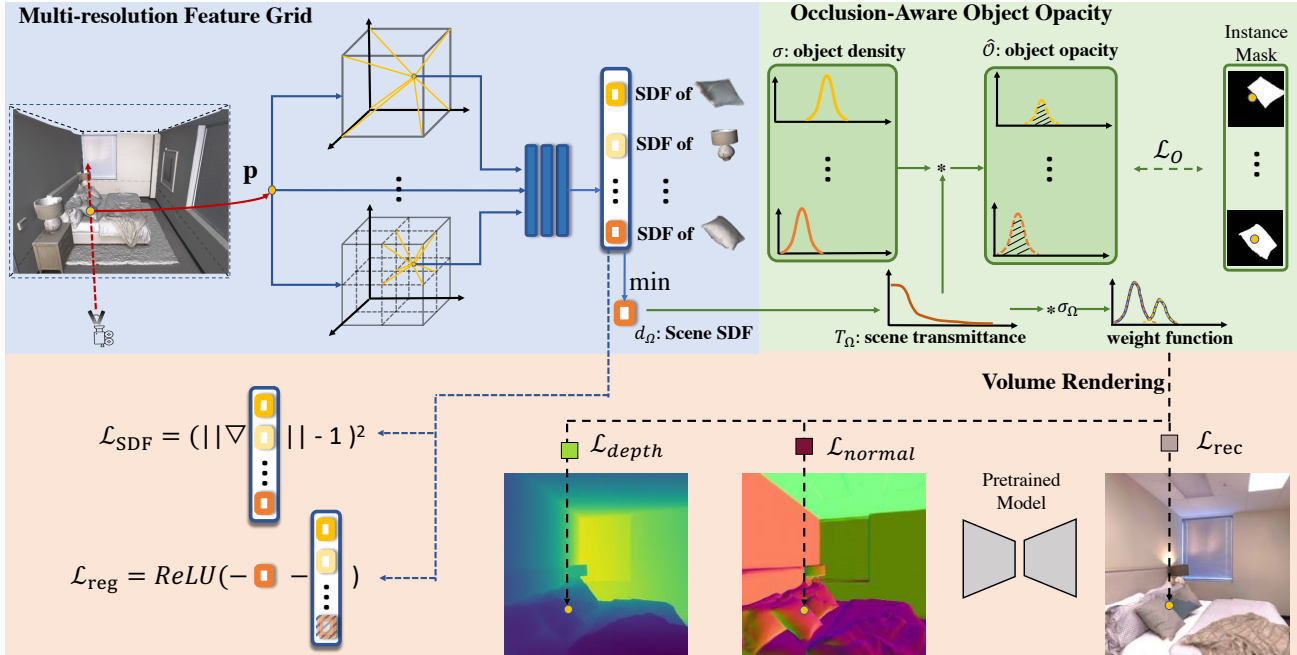 Multi-resolution Feature Grid
p
SDF of
SDF of
SDF of
min
d_Ω: Scene SDF
Occlusion-Aware Object Opacity
σ: object density
Ô: object opacity
Instance
Mask
*
ℒ_O
T_Ω: scene transmittance
* σ_Ω
weight function
Volume Rendering
ℒ_SDF = (||∇ || - 1 )²
ℒ_reg = ReLU(− − )
ℒ_depth
ℒ_normal
ℒ_rec
Pretrained
Model